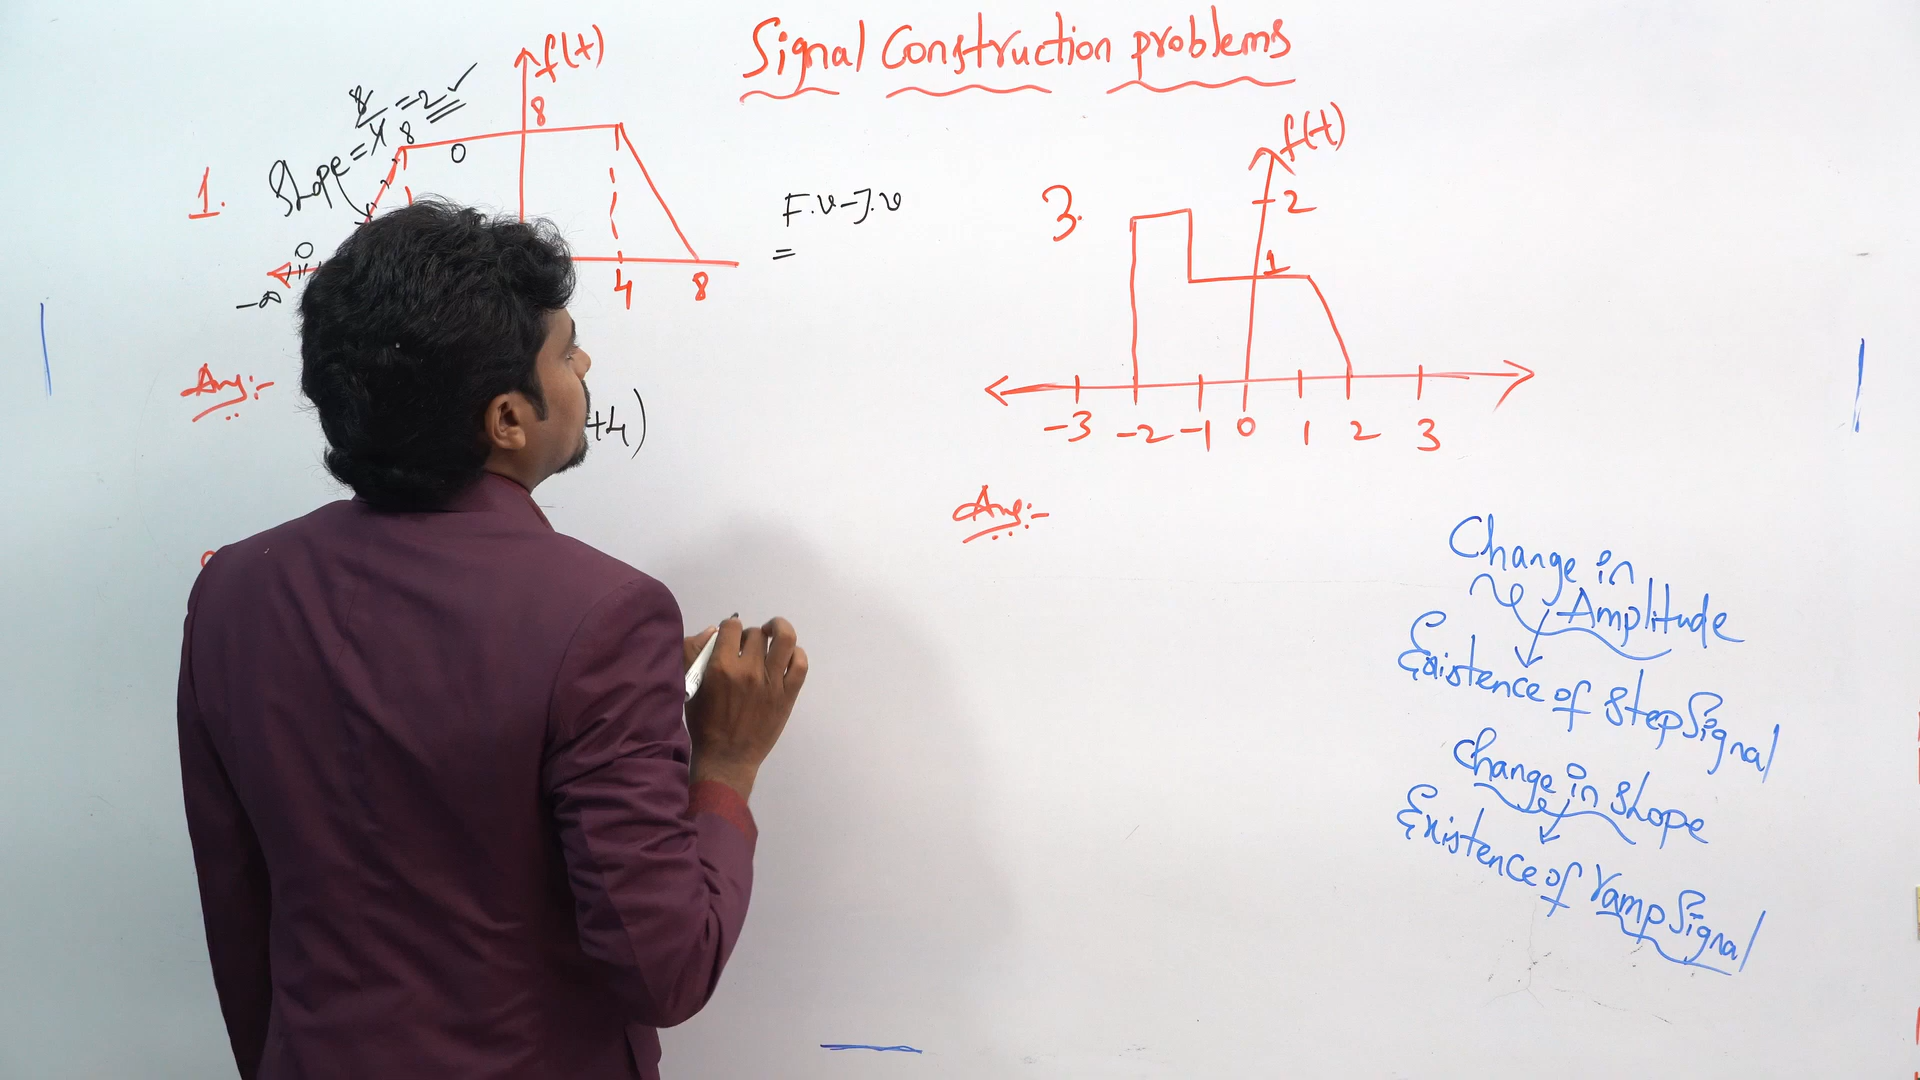 Signal Construction problems
1.
f(t)
8
8/4 = 2 ✓
Slope =
8
0
0
-∞
4
8
F.v-I.v
=
Ans:-
+4)
3.
f(t)
2
1
-3 -2 -1 0 1 2 3
Ans:-
Change in
Amplitude
Existence of Step Signal
Change in Slope
Existence of ramp Signal